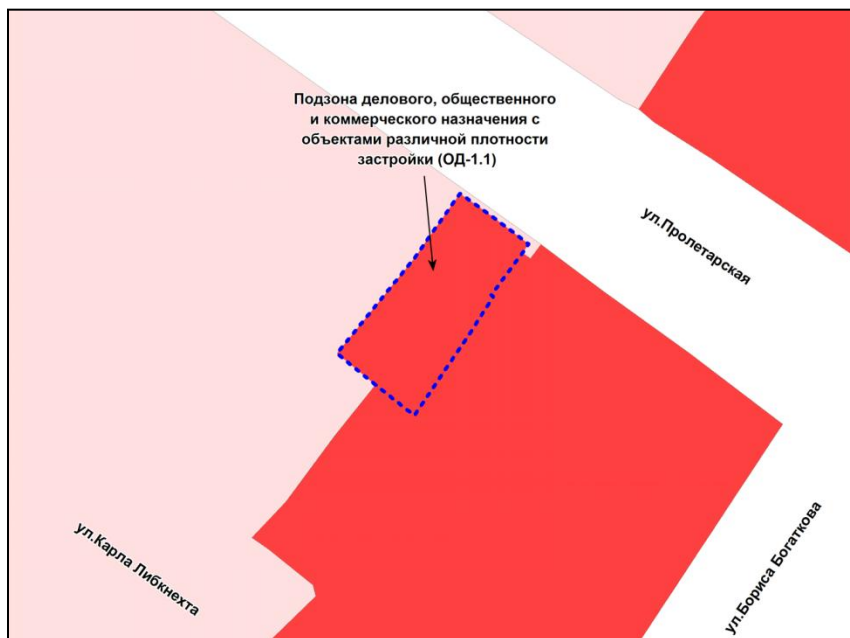 Подзона делового, общественного
и коммерческого назначения с
объектами различной плотности
застройки (ОД-1.1)
ул.Пролетарская
ул.Карла Либкнехта
ул.Бориса Богаткова